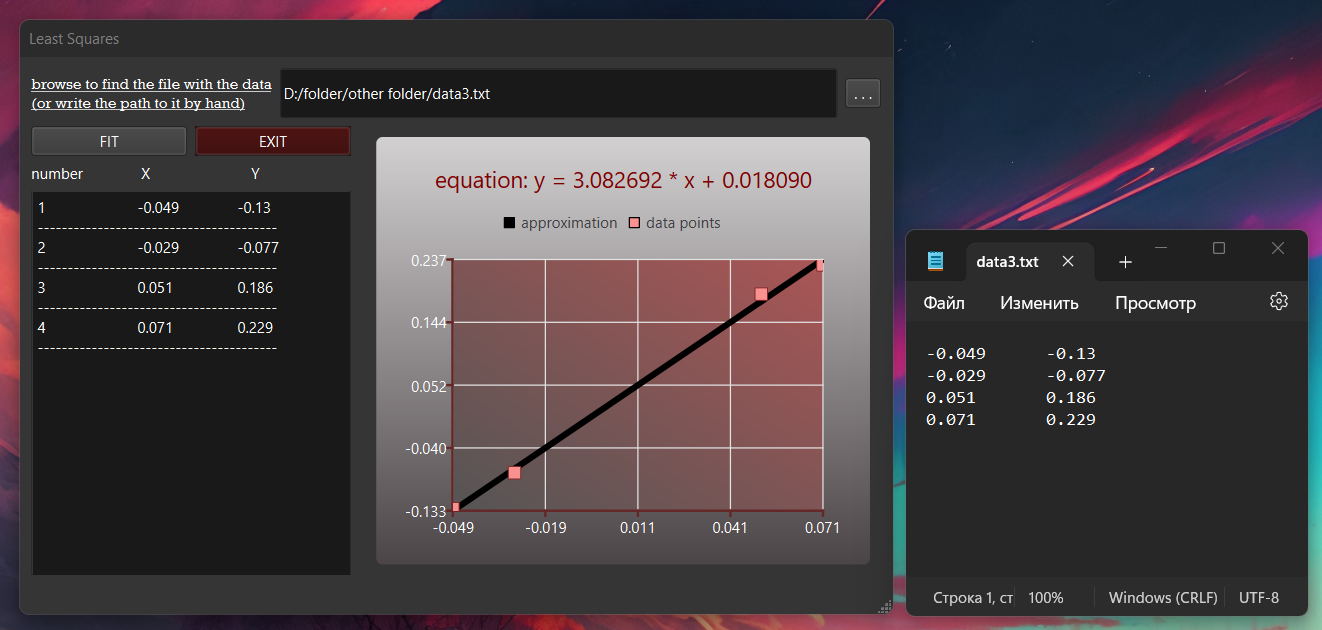 Least Squares
browse to find the file with the data
(or write the path to it by hand)
D:/folder/other folder/data3.txt
...
FIT
EXIT
number X Y
1 -0.049 -0.13
----------------------------------------
2 -0.029 -0.077
----------------------------------------
3 0.051 0.186
----------------------------------------
4 0.071 0.229
----------------------------------------
equation: y = 3.082692 * x + 0.018090
approximation data points
0.237
0.144
0.052
-0.040
-0.133
-0.049 -0.019 0.011 0.041 0.071
data3.txt
Файл Изменить Просмотр
-0.049 -0.13
-0.029 -0.077
0.051 0.186
0.071 0.229
Строка 1, ст 100% Windows (CRLF) UTF-8